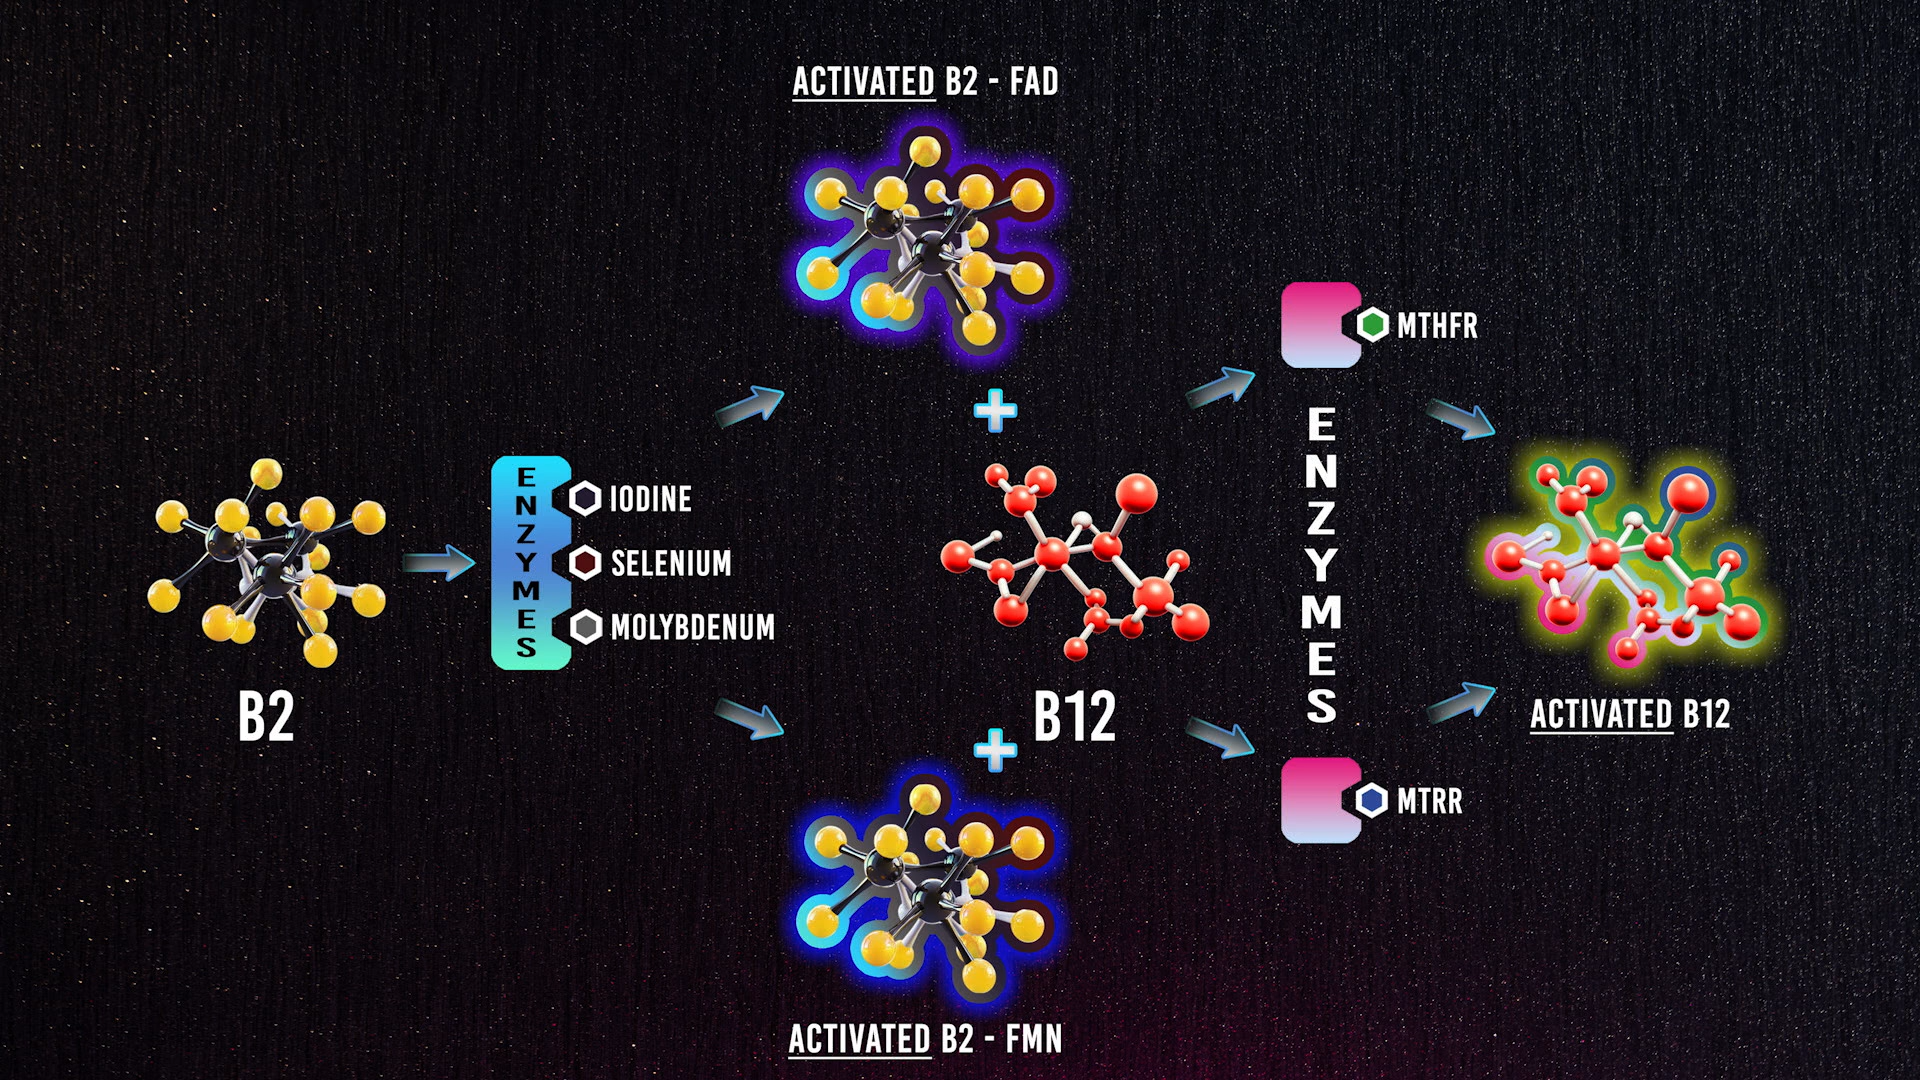 ACTIVATED B2 - FAD
MTHFR
ENZYMES
IODINE
SELENIUM
MOLYBDENUM
B2
B12
ENZYMES
ACTIVATED B12
MTRR
ACTIVATED B2 - FMN